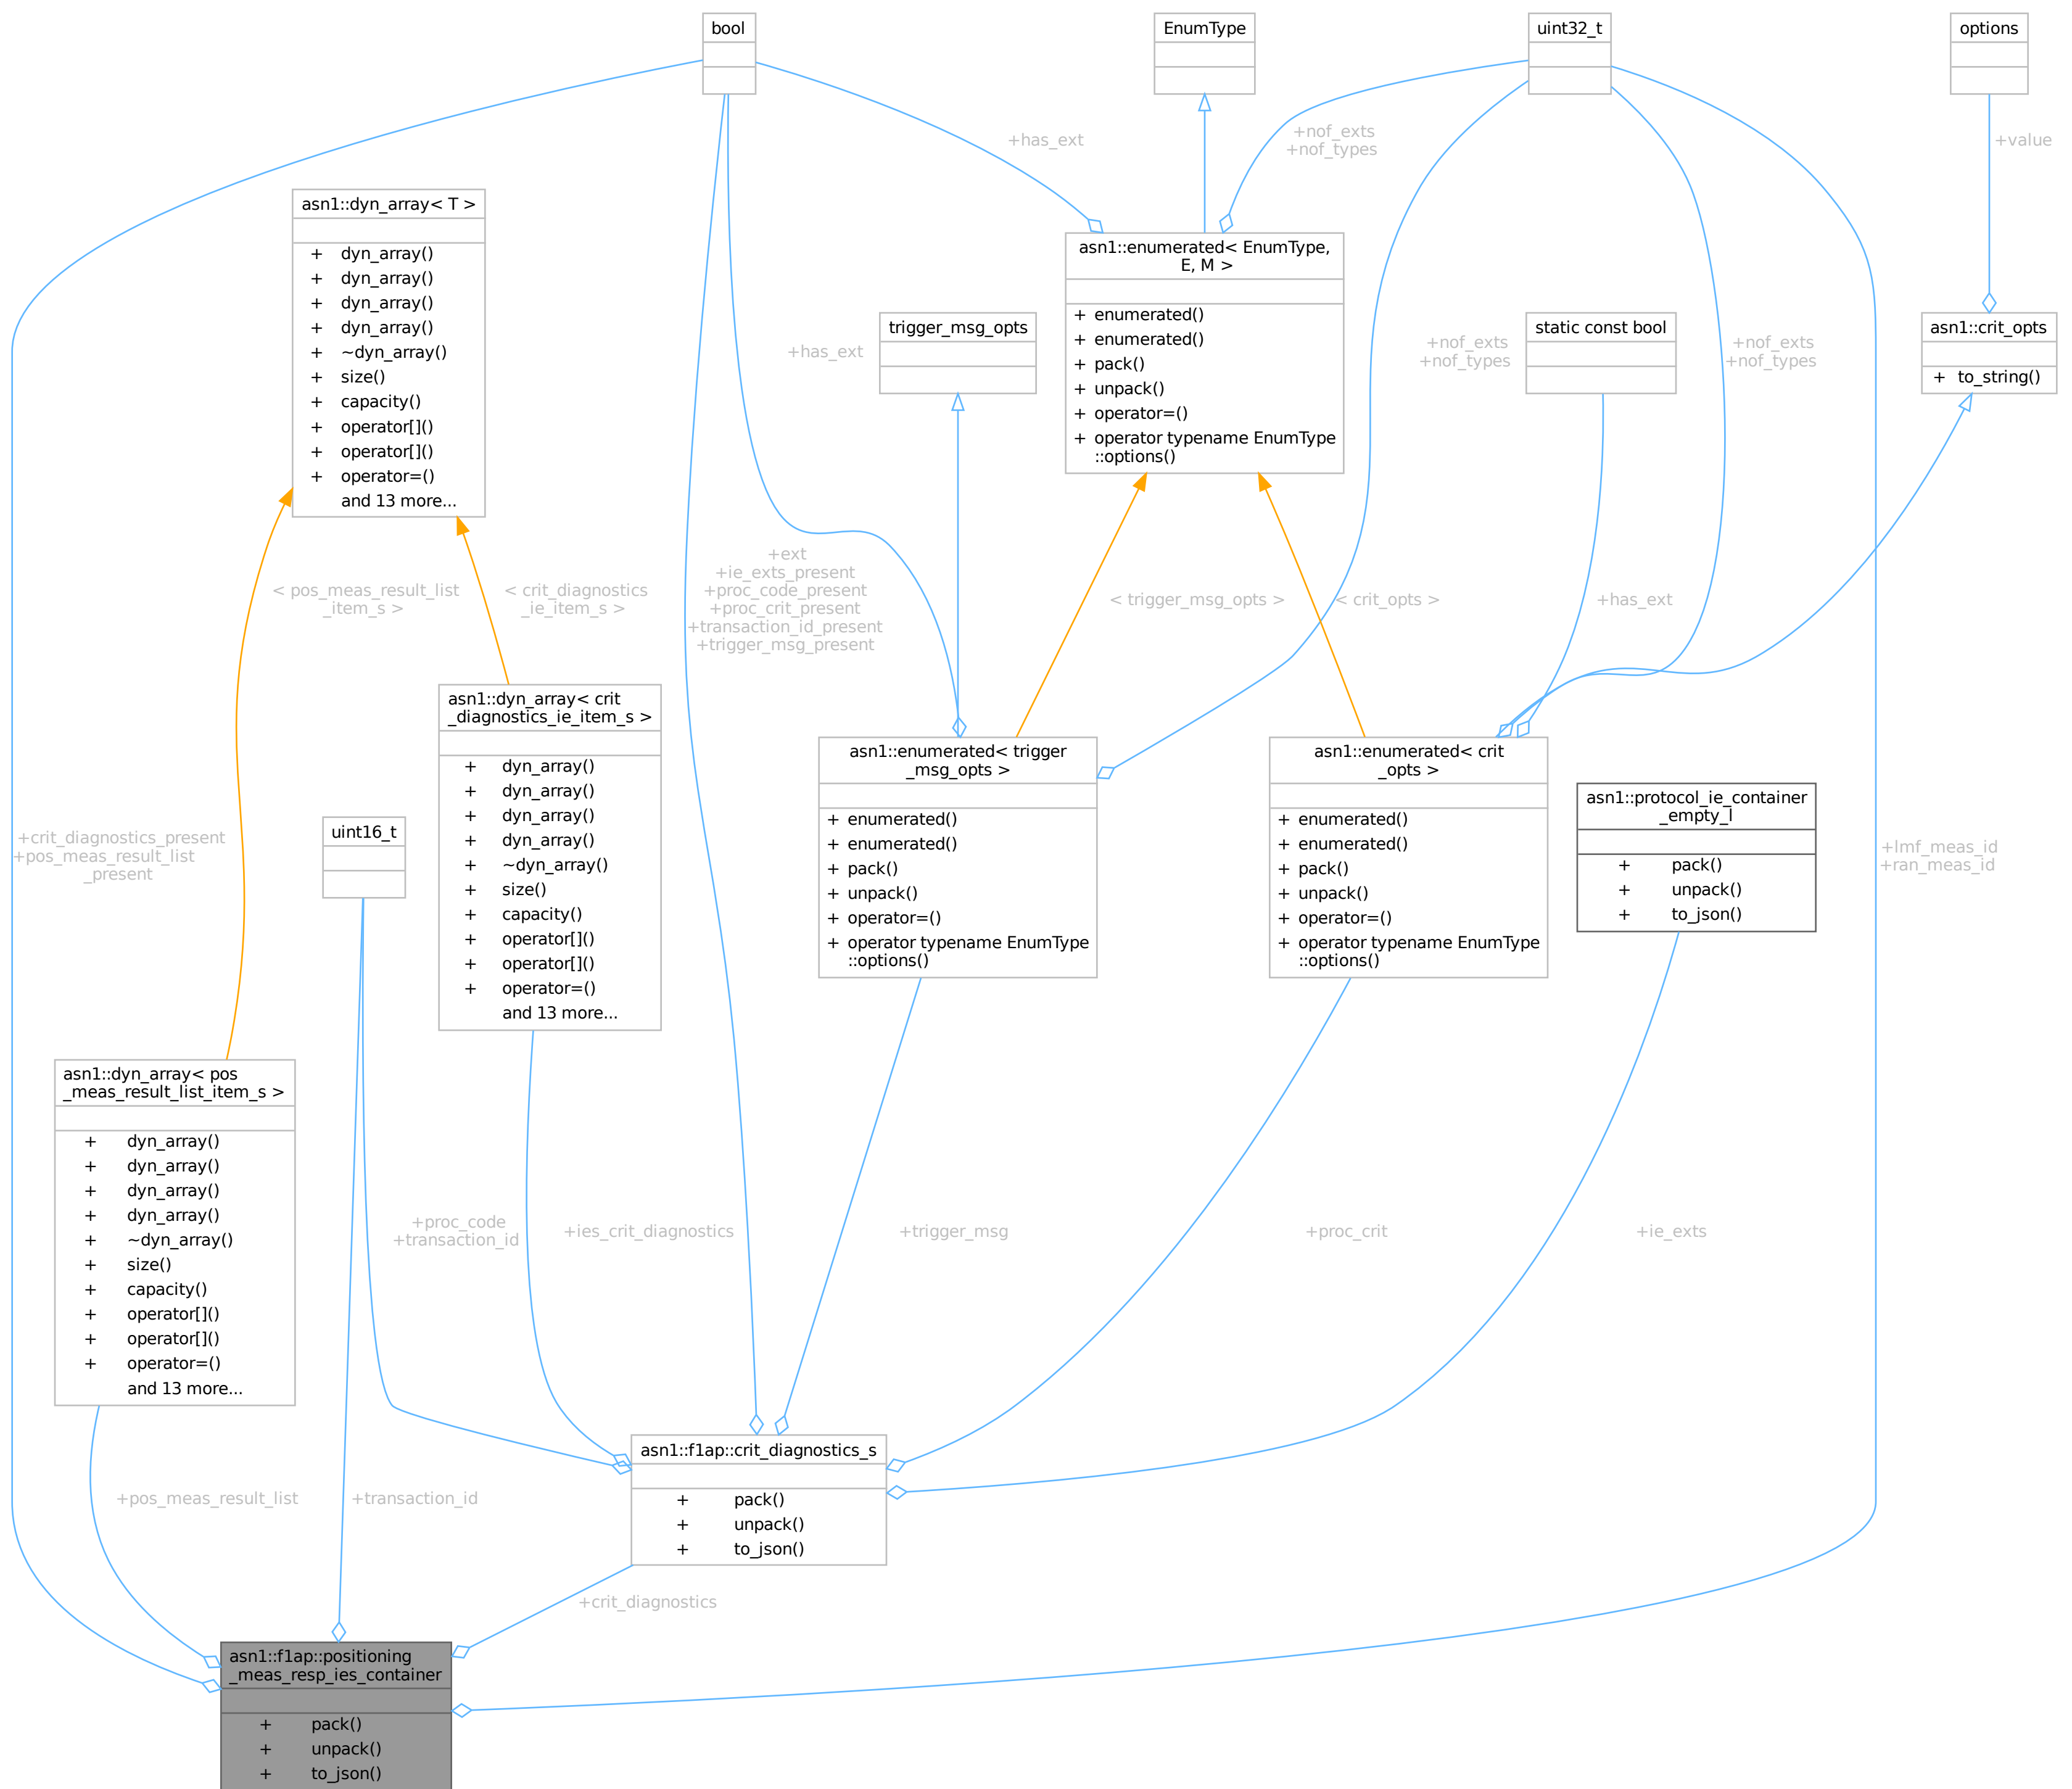 bool
EnumType
uint32_t
options
+has_ext
+nof_exts
+nof_types
+value
asn1::dyn_array< T >
+ dyn_array()
+ dyn_array()
+ dyn_array()
+ dyn_array()
+ ~dyn_array()
+ size()
+ capacity()
+ operator[]()
+ operator[]()
+ operator=()
and 13 more...
asn1::enumerated< EnumType,
E, M >
+ enumerated()
+ enumerated()
+ pack()
+ unpack()
+ operator=()
+ operator typename EnumType
::options()
+has_ext
trigger_msg_opts
+nof_exts
+nof_types
static const bool
+nof_exts
+nof_types
asn1::crit_opts
+ to_string()
< pos_meas_result_list
_item_s >
< crit_diagnostics
_ie_item_s >
+ext
+ie_exts_present
+proc_code_present
+proc_crit_present
+transaction_id_present
+trigger_msg_present
< trigger_msg_opts >
< crit_opts >
+has_ext
asn1::dyn_array< crit
_diagnostics_ie_item_s >
+ dyn_array()
+ dyn_array()
+ dyn_array()
+ dyn_array()
+ ~dyn_array()
+ size()
+ capacity()
+ operator[]()
+ operator[]()
+ operator=()
and 13 more...
asn1::enumerated< trigger
_msg_opts >
+ enumerated()
+ enumerated()
+ pack()
+ unpack()
+ operator=()
+ operator typename EnumType
::options()
asn1::enumerated< crit
_opts >
+ enumerated()
+ enumerated()
+ pack()
+ unpack()
+ operator=()
+ operator typename EnumType
::options()
asn1::protocol_ie_container
_empty_l
+ pack()
+ unpack()
+ to_json()
+crit_diagnostics_present
+pos_meas_result_list
_present
uint16_t
+lmf_meas_id
+ran_meas_id
asn1::dyn_array< pos
_meas_result_list_item_s >
+ dyn_array()
+ dyn_array()
+ dyn_array()
+ dyn_array()
+ ~dyn_array()
+ size()
+ capacity()
+ operator[]()
+ operator[]()
+ operator=()
and 13 more...
+proc_code
+transaction_id
+ies_crit_diagnostics
+trigger_msg
+proc_crit
+ie_exts
+pos_meas_result_list
+transaction_id
asn1::f1ap::crit_diagnostics_s
+ pack()
+ unpack()
+ to_json()
+crit_diagnostics
asn1::f1ap::positioning
_meas_resp_ies_container
+ pack()
+ unpack()
+ to_json()